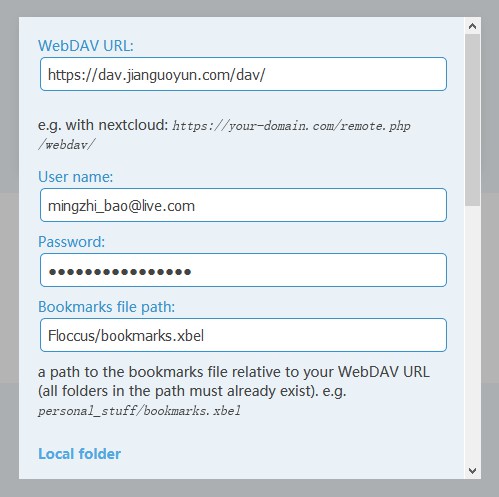 WebDAV URL:
https://dav.jianguoyun.com/dav/
e.g. with nextcloud: https://your-domain.com/remote.php
/webdav/
User name:
mingzhi_bao@live.com
Password:
●●●●●●●●●●●●●●●●
Bookmarks file path:
Floccus/bookmarks.xbel
a path to the bookmarks file relative to your WebDAV URL
(all folders in the path must already exist). e.g.
personal_stuff/bookmarks.xbel
Local folder